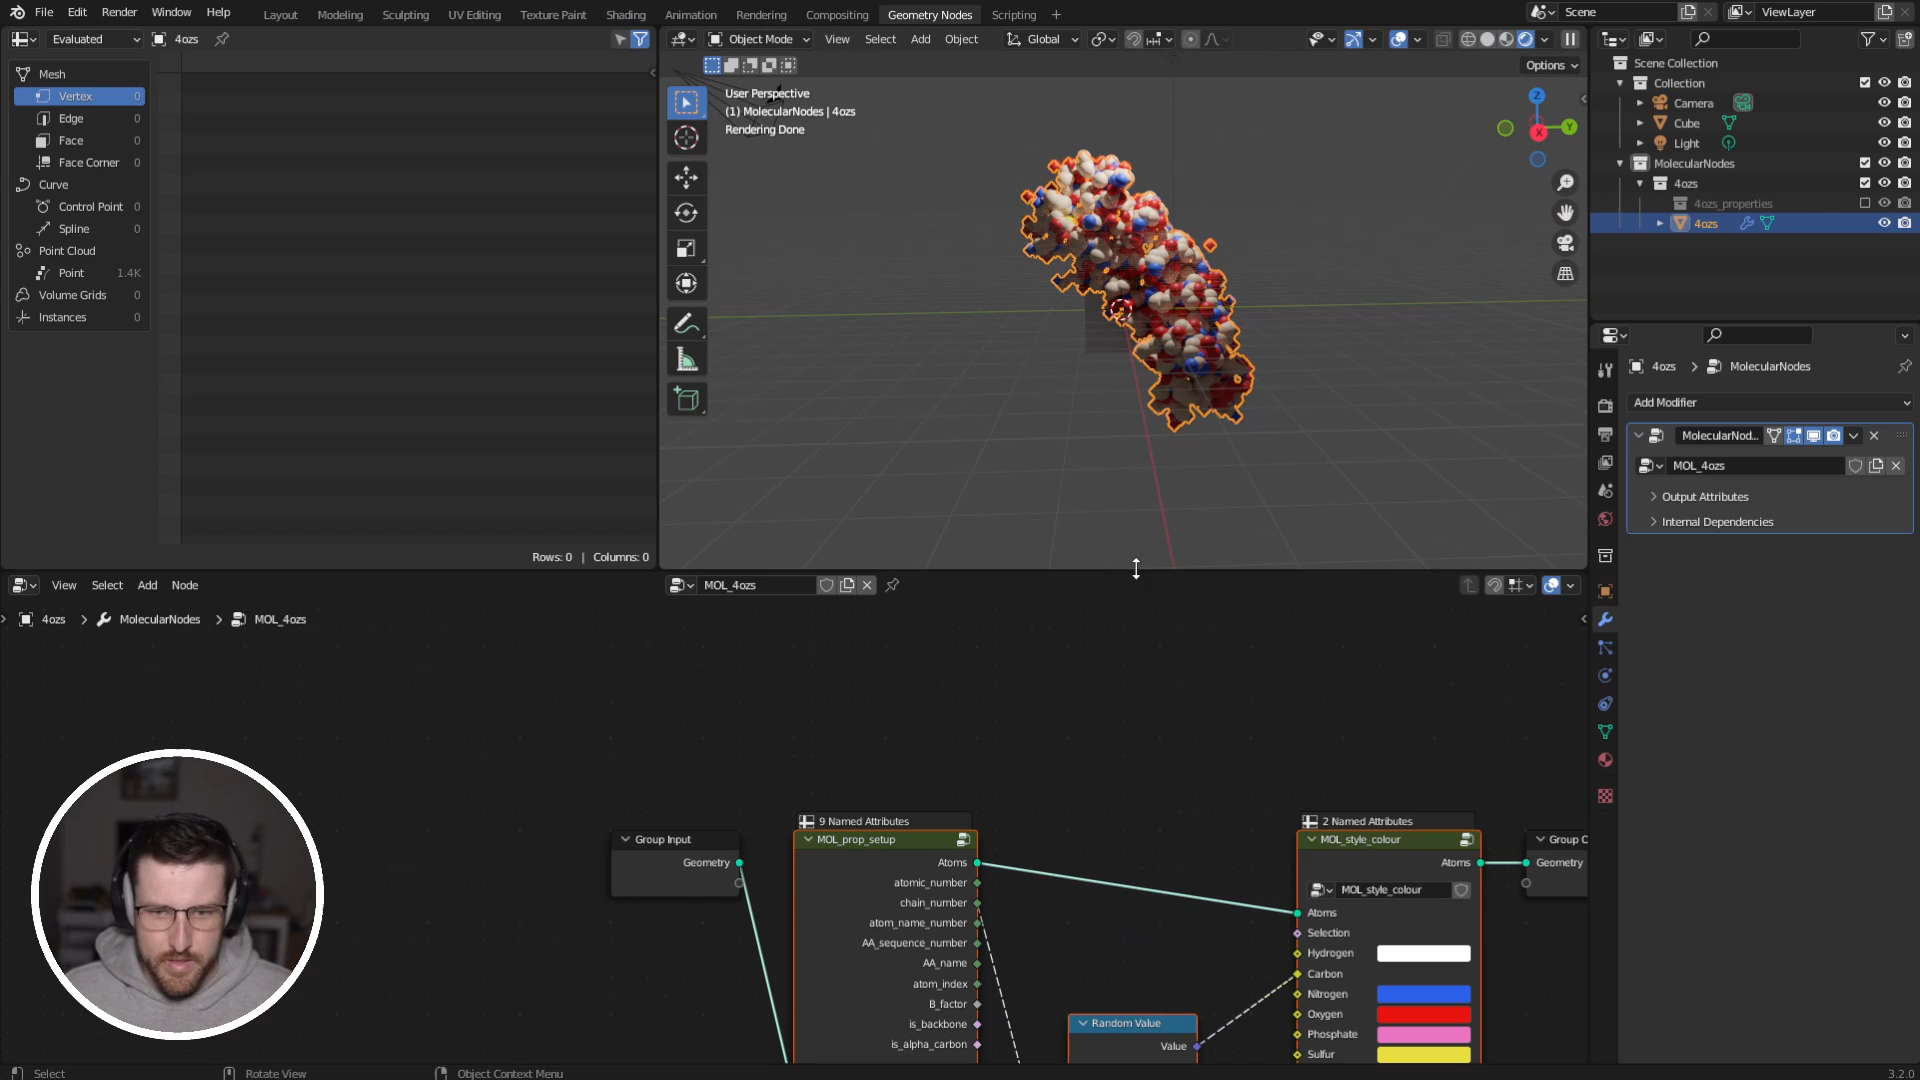 File Edit Render Window Help Layout Modeling Sculpting UV Editing Texture Paint Shading Animation Rendering Compositing Geometry Nodes Scripting + Scene ViewLayer
Evaluated 4ozs
Object Mode View Select Add Object Global
Options
Mesh
Vertex 0
Edge 0
Face 0
Face Corner 0
Curve
Control Point 0
Spline 0
Point Cloud
Point 1.4K
Volume Grids 0
Instances 0
Rows: 0 | Columns: 0
User Perspective
(1) MolecularNodes | 4ozs
Rendering Done
Z
Y
X
Scene Collection
Collection
Camera
Cube
Light
MolecularNodes
4ozs
4ozs_properties
4ozs
4ozs > MolecularNodes
Add Modifier
MolecularNod...
MOL_4ozs
Output Attributes
Internal Dependencies
View Select Add Node MOL_4ozs
4ozs > MolecularNodes > MOL_4ozs
Group Input
Geometry
9 Named Attributes
MOL_prop_setup
Atoms
atomic_number
chain_number
atom_name_number
AA_sequence_number
AA_name
atom_index
B_factor
is_backbone
is_alpha_carbon
Random Value
Value
2 Named Attributes
MOL_style_colour
Atoms
MOL_style_colour
Atoms
Selection
Hydrogen
Carbon
Nitrogen
Oxygen
Phosphate
Sulfur
Group C
Geometry
Select Rotate View Object Context Menu 3.2.0